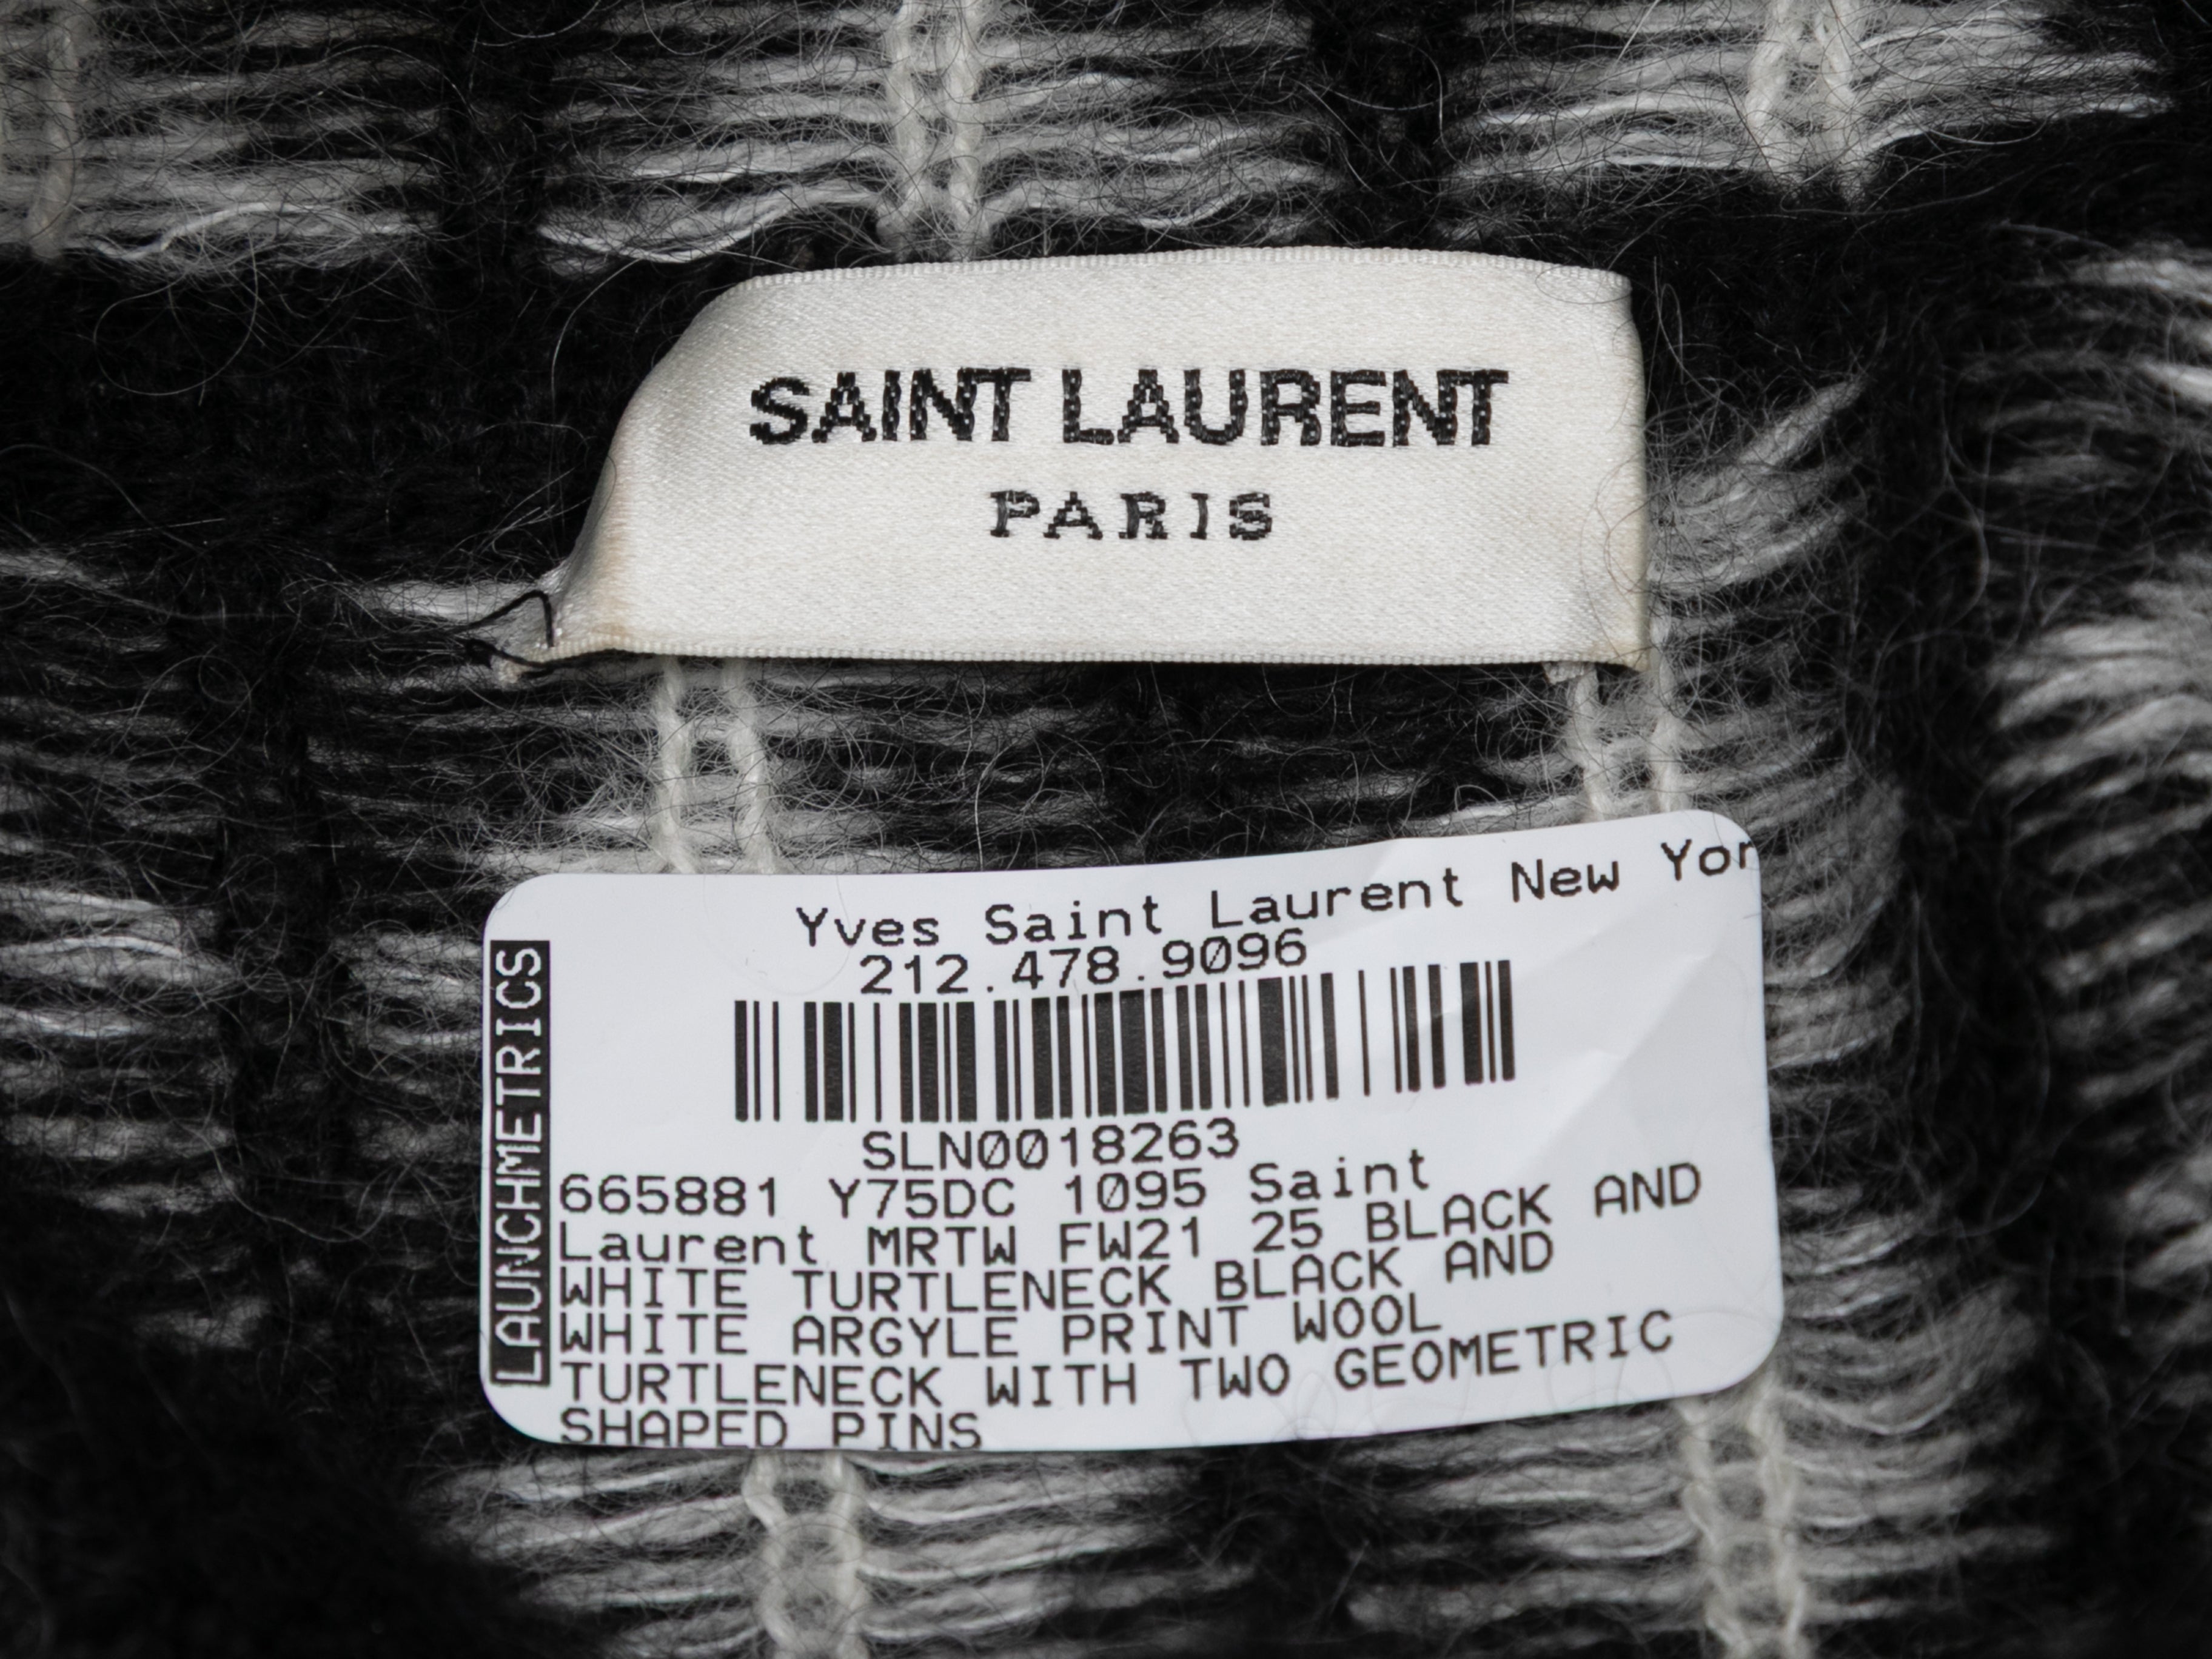 SAINT LAURENT
PARIS
Yves Saint Laurent New Yor
212.478.9096
LAUNCHMETRICS
SLN0018263
665881 Y75DC 1095 Saint
Laurent MRTW FW21 25 BLACK AND
WHITE TURTLENECK BLACK AND
WHITE ARGYLE PRINT WOOL
TURTLENECK WITH TWO GEOMETRIC
SHAPED PINS